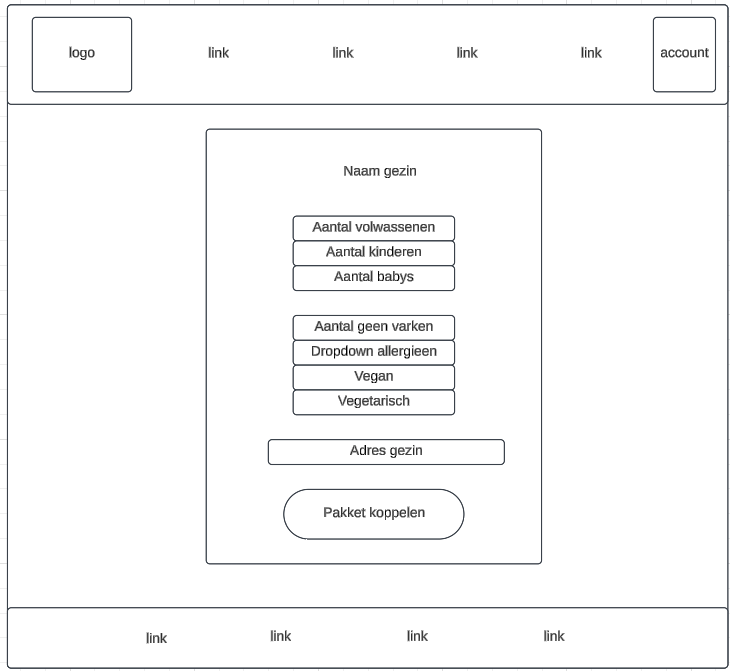 logo link link link link account
Naam gezin
Aantal volwassenen
Aantal kinderen
Aantal babys
Aantal geen varken
Dropdown allergieen
Vegan
Vegetarisch
Adres gezin
Pakket koppelen
link link link link